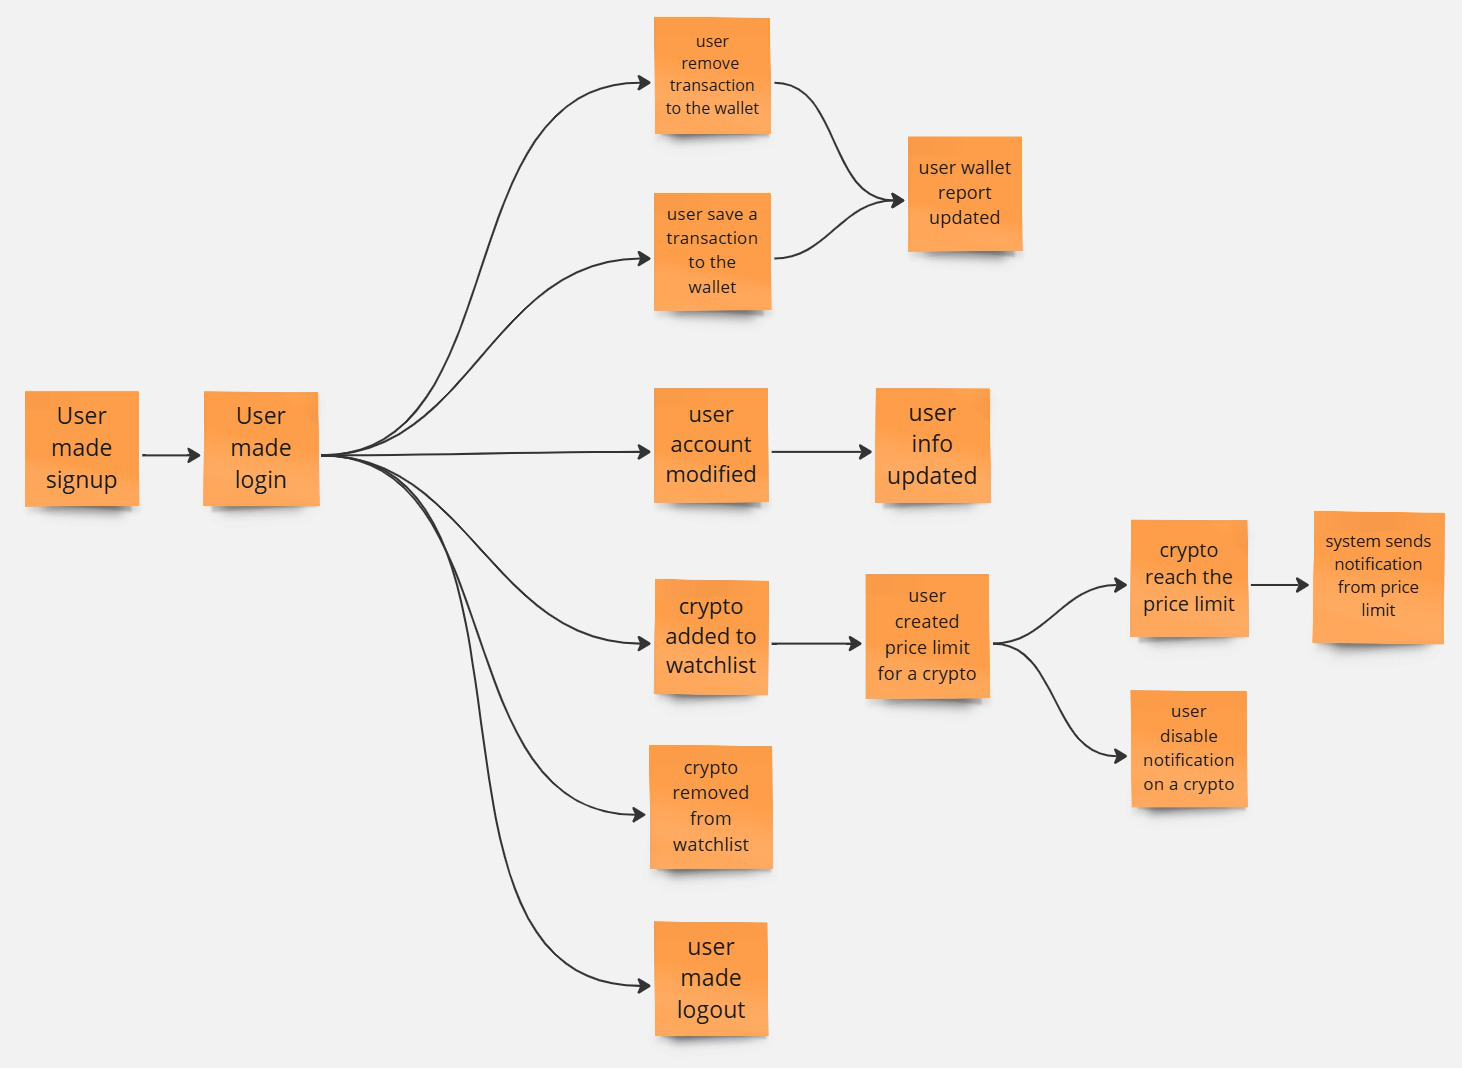 user
remove
transaction
to the wallet
user wallet
report
updated
user save a
transaction
to the
wallet
User
made
signup
User
made
login
user
account
modified
user
info
updated
crypto
reach the
price limit
system sends
notification
from price
limit
crypto
added to
watchlist
user
created
price limit
for a crypto
user
disable
notification
on a crypto
crypto
removed
from
watchlist
user
made
logout